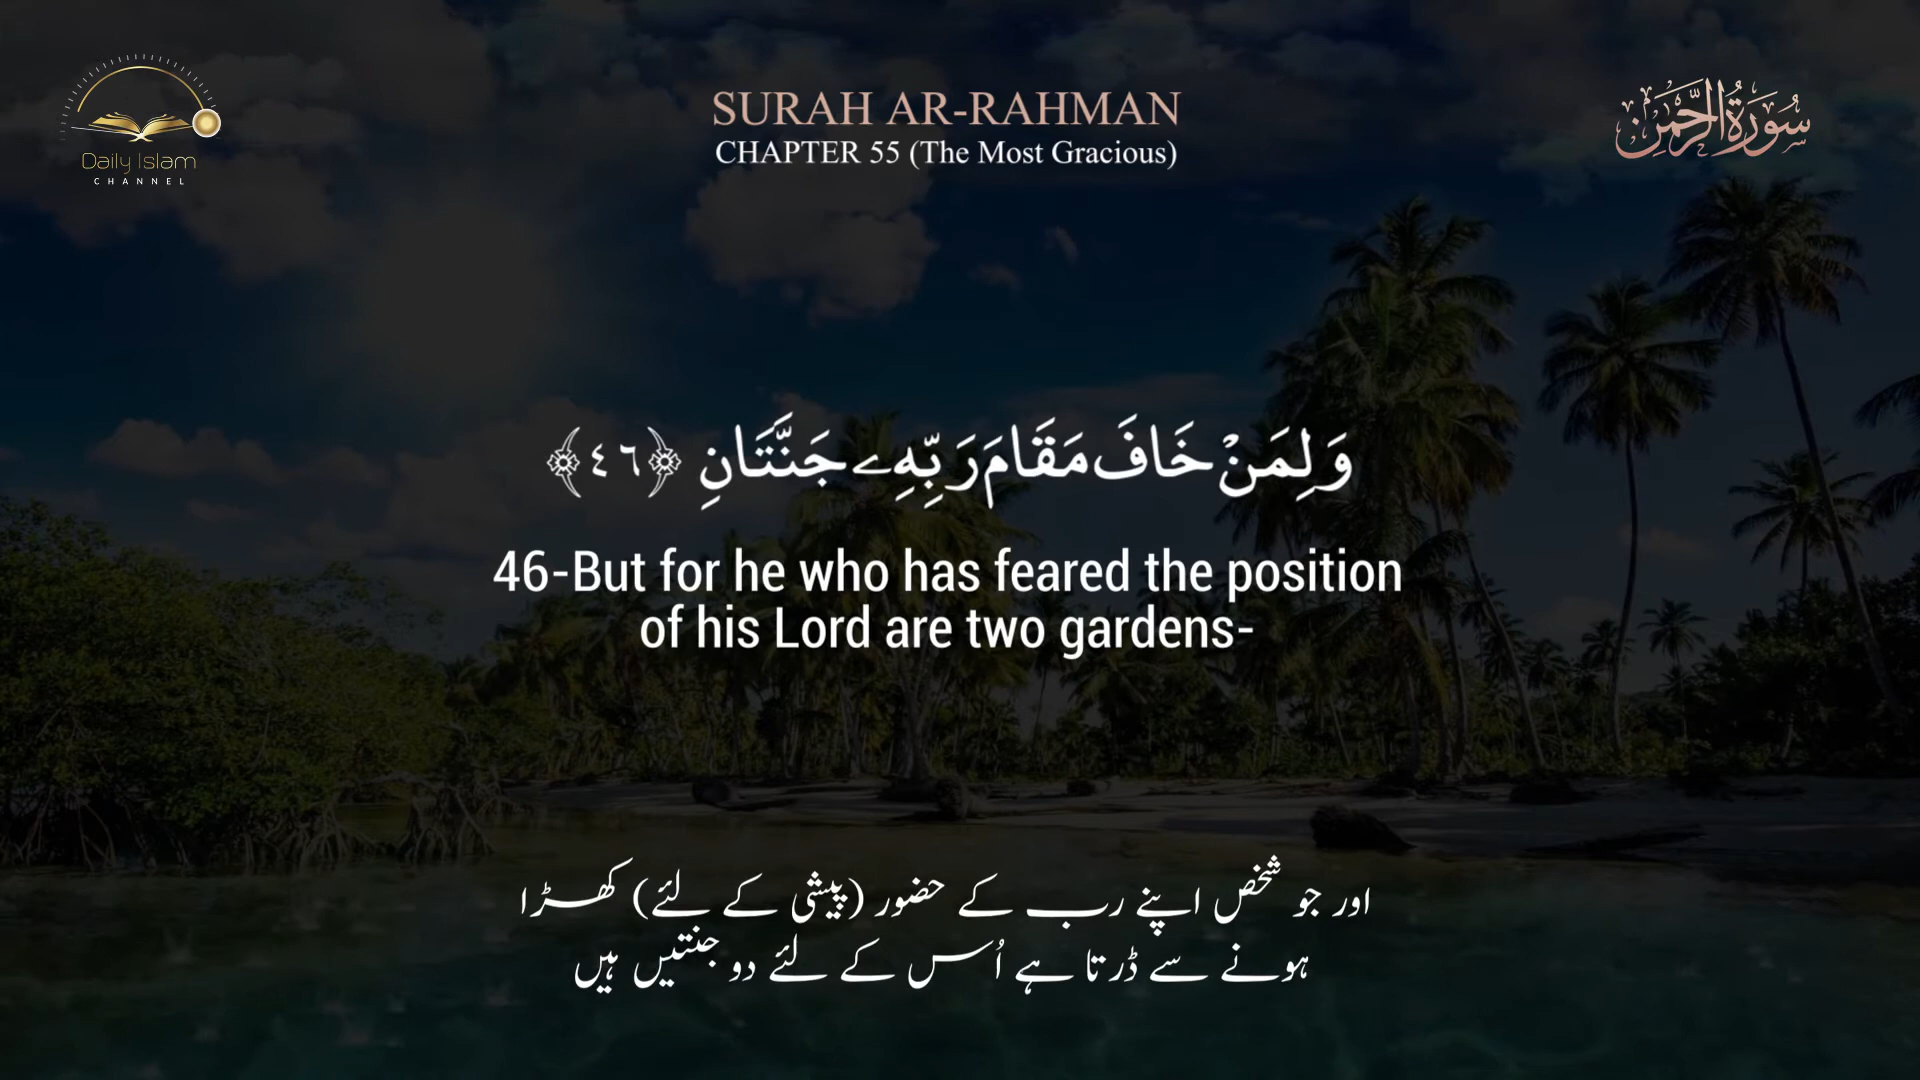 Daily Islam
CHANNEL
SURAH AR-RAHMAN
CHAPTER 55 (The Most Gracious)
سُورَةُ الرَّحْمَٰن
وَلِمَنْ خَافَ مَقَامَ رَبِّهِۦ جَنَّتَانِ ﴿٤٦﴾
46-But for he who has feared the position
of his Lord are two gardens-
اور جو شخص اپنے رب کے حضور (پیشی کے لئے) کھڑا
ہونے سے ڈرتا ہے اُس کے لئے دو جنتیں ہیں